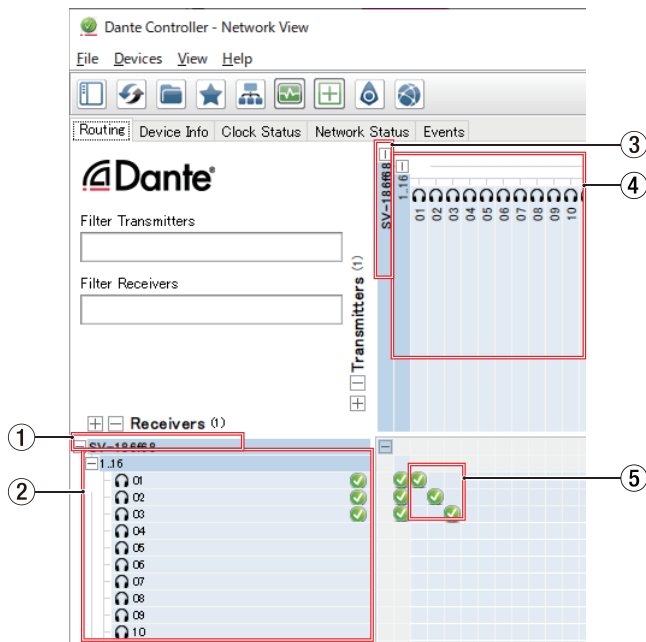 Dante Controller - Network View
File Devices View Help
Routing Device Info Clock Status Network Status Events
Dante®
Filter Transmitters
Filter Receivers
Transmitters (1)
SV-186f68
1..16
01 02 03 04 05 06 07 08 09 10
③
④
Receivers (1)
①
SV-186f68
②
1..16
01
02
03
04
05
06
07
08
09
10
⑤